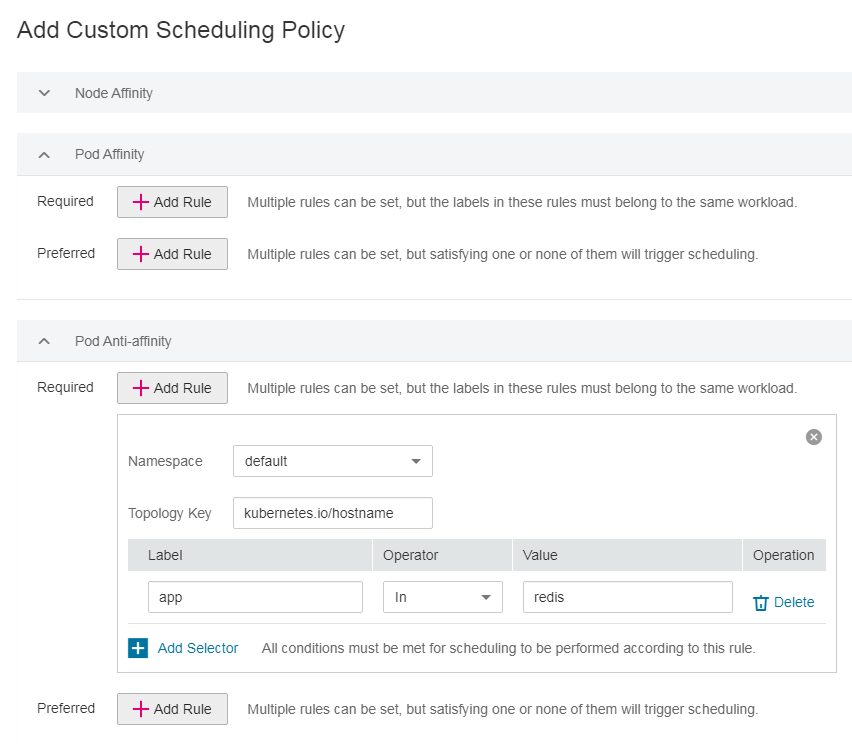 Add Custom Scheduling Policy
Node Affinity
Pod Affinity
Required Add Rule Multiple rules can be set, but the labels in these rules must belong to the same workload.
Preferred Add Rule Multiple rules can be set, but satisfying one or none of them will trigger scheduling.
Pod Anti-affinity
Required Add Rule Multiple rules can be set, but the labels in these rules must belong to the same workload.
Namespace default
Topology Key kubernetes.io/hostname
Label Operator Value Operation
app In redis Delete
Add Selector All conditions must be met for scheduling to be performed according to this rule.
Preferred Add Rule Multiple rules can be set, but satisfying one or none of them will trigger scheduling.